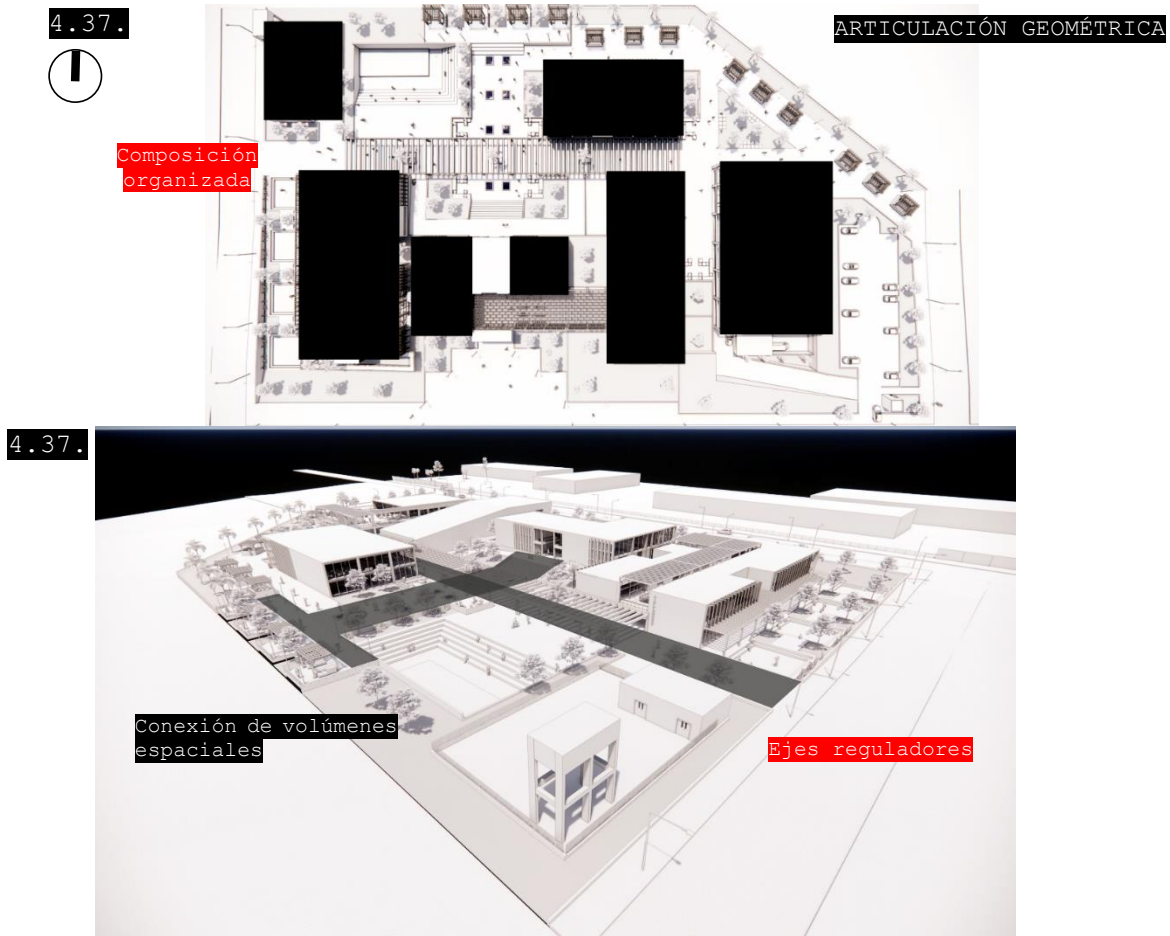 4.37.
ARTICULACIÓN GEOMÉTRICA
Composición
organizada
4.37.
Conexión de volúmenes
espaciales
Ejes reguladores